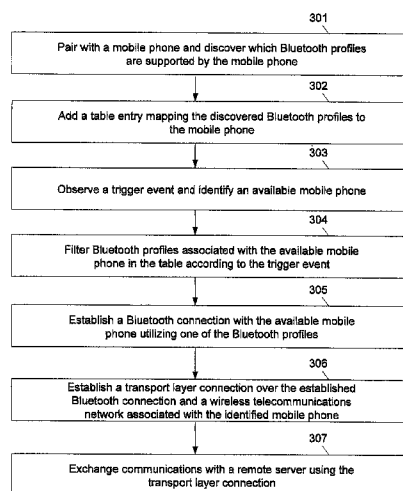 301
Pair with a mobile phone and discover which Bluetooth profiles
are supported by the mobile phone
302
Add a table entry mapping the discovered Bluetooth profiles to
the mobile phone
303
Observe a trigger event and identify an available mobile phone
304
Filter Bluetooth profiles associated with the available mobile
phone in the table according to the trigger event
305
Establish a Bluetooth connection with the available mobile
phone utilizing one of the Bluetooth profiles
306
Establish a transport layer connection over the established
Bluetooth connection and a wireless telecommunications
network associated with the identified mobile phone
307
Exchange communications with a remote server using the
transport layer connection